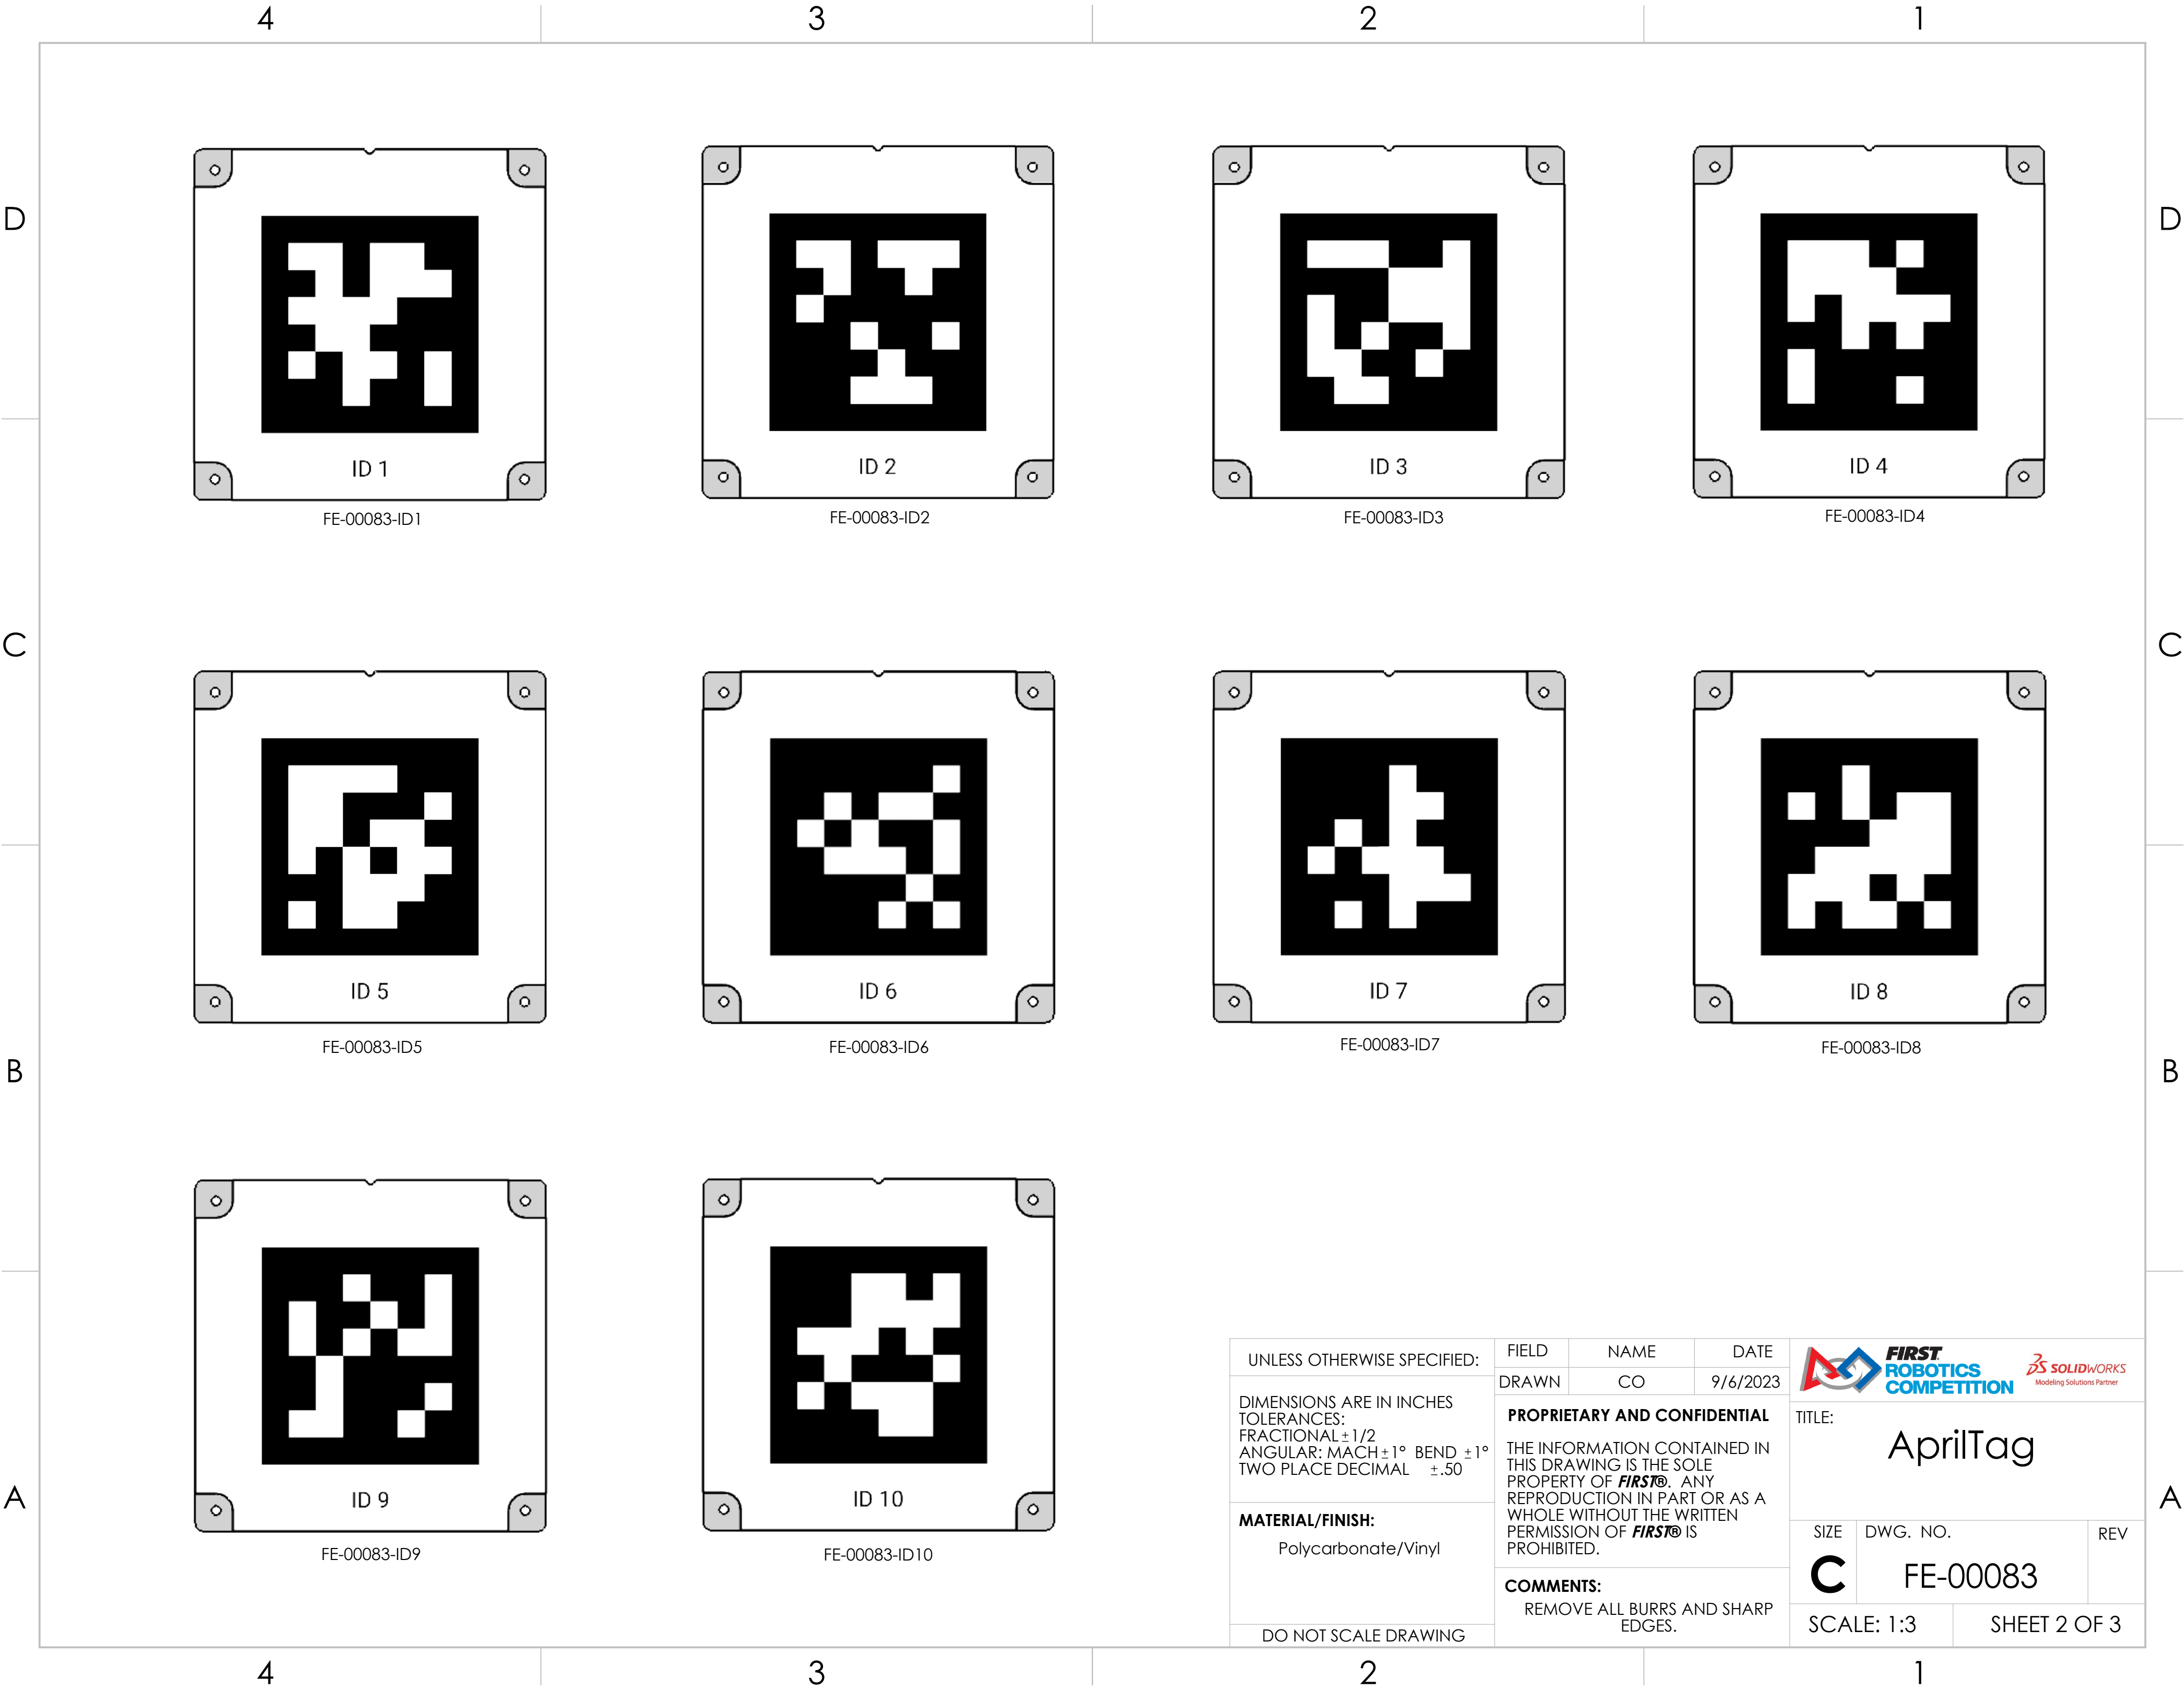 4 3 2 1
D D
ID 1 ID 2 ID 3 ID 4
FE-00083-ID1 FE-00083-ID2 FE-00083-ID3 FE-00083-ID4
C C
ID 5 ID 6 ID 7 ID 8
FE-00083-ID5 FE-00083-ID6 FE-00083-ID7 FE-00083-ID8
B B
ID 9 ID 10
FE-00083-ID9 FE-00083-ID10
A A
UNLESS OTHERWISE SPECIFIED:
DIMENSIONS ARE IN INCHES
TOLERANCES:
FRACTIONAL ± 1/2
ANGULAR: MACH ± 1° BEND ± 1°
TWO PLACE DECIMAL ± .50
MATERIAL/FINISH:
Polycarbonate/Vinyl
DO NOT SCALE DRAWING
FIELD NAME DATE
DRAWN CO 9/6/2023
PROPRIETARY AND CONFIDENTIAL
THE INFORMATION CONTAINED IN
THIS DRAWING IS THE SOLE
PROPERTY OF FIRST®. ANY
REPRODUCTION IN PART OR AS A
WHOLE WITHOUT THE WRITTEN
PERMISSION OF FIRST® IS
PROHIBITED.
COMMENTS:
REMOVE ALL BURRS AND SHARP
EDGES.
FIRST
ROBOTICS
COMPETITION
SOLIDWORKS
Modeling Solutions Partner
TITLE:
AprilTag
SIZE DWG. NO. REV
C FE-00083
SCALE: 1:3 SHEET 2 OF 3
4 3 2 1